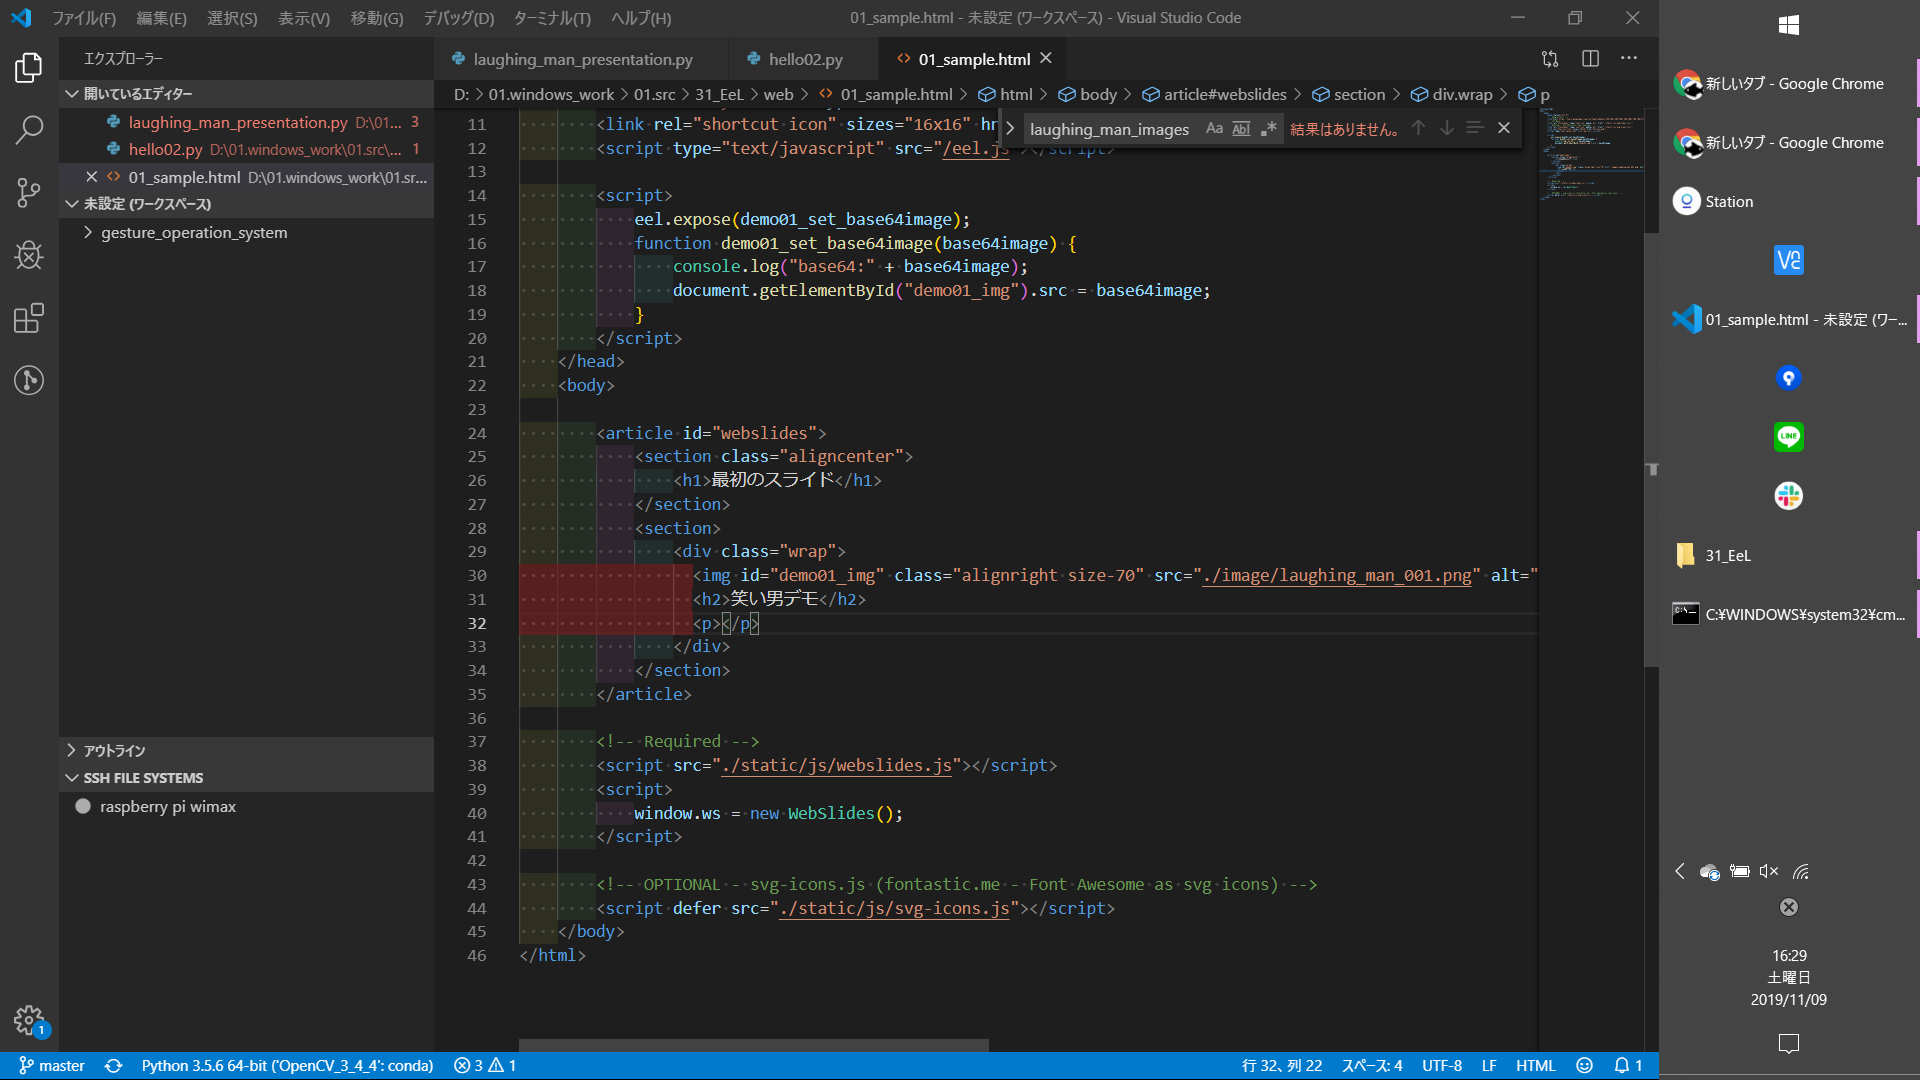 ファイル(F) 編集(E) 選択(S) 表示(V) 移動(G) デバッグ(D) ターミナル(T) ヘルプ(H) 01_sample.html - 未設定 (ワークスペース) - Visual Studio Code
エクスプローラー
開いているエディター
laughing_man_presentation.py D:\01... 3
hello02.py D:\01.windows_work\01.src\... 1
01_sample.html D:\01.windows_work\01.sr...
未設定 (ワークスペース)
gesture_operation_system
アウトライン
SSH FILE SYSTEMS
raspberry pi wimax
1
laughing_man_presentation.py hello02.py 01_sample.html
D: > 01.windows_work > 01.src > 31_EeL > web > 01_sample.html > html > body > article#webslides > section > div.wrap > p
laughing_man_images Aa Abl .* 結果はありません。
11 <link rel="shortcut icon" sizes="16x16" hr
12 <script type="text/javascript" src="/eel.js"></script>
13
14 <script>
15 eel.expose(demo01_set_base64image);
16 function demo01_set_base64image(base64image) {
17 console.log("base64:" + base64image);
18 document.getElementById("demo01_img").src = base64image;
19 }
20 </script>
21 </head>
22 <body>
23
24 <article id="webslides">
25 <section class="aligncenter">
26 <h1>最初のスライド</h1>
27 </section>
28 <section>
29 <div class="wrap">
30 <img id="demo01_img" class="alignright size-70" src="./image/laughing_man_001.png" alt="
31 <h2>笑い男デモ</h2>
32 <p></p>
33 </div>
34 </section>
35 </article>
36
37 <!-- Required -->
38 <script src="./static/js/webslides.js"></script>
39 <script>
40 window.ws = new WebSlides();
41 </script>
42
43 <!-- OPTIONAL - svg-icons.js (fontastic.me - Font Awesome as svg icons) -->
44 <script defer src="./static/js/svg-icons.js"></script>
45 </body>
46 </html>
master Python 3.5.6 64-bit ('OpenCV_3_4_4': conda) 3 1 行 32、列 22 スペース: 4 UTF-8 LF HTML 1
新しいタブ - Google Chrome
新しいタブ - Google Chrome
Station
V2
01_sample.html - 未設定 (ワー...
LINE
31_EeL
C:¥WINDOWS¥system32¥cm...
16:29
土曜日
2019/11/09